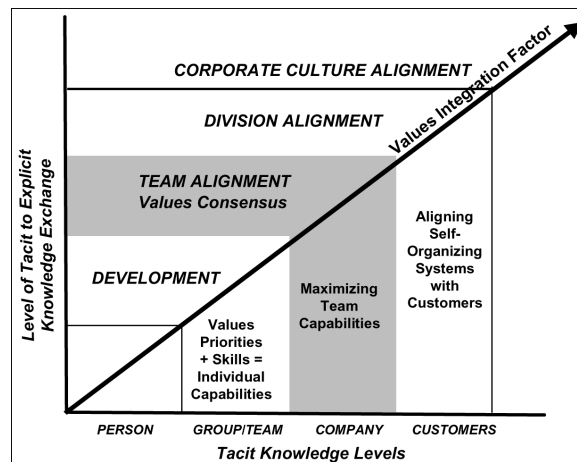 CORPORATE CULTURE ALIGNMENT
Values Integration Factor
DIVISION ALIGNMENT
TEAM ALIGNMENT
Values Consensus
DEVELOPMENT
Values
Priorities
+ Skills =
Individual
Capabilities
Maximizing
Team
Capabilities
Aligning
Self-
Organizing
Systems
with
Customers
Level of Tacit to Explicit
Knowledge Exchange
PERSON
GROUP/TEAM
COMPANY
CUSTOMERS
Tacit Knowledge Levels